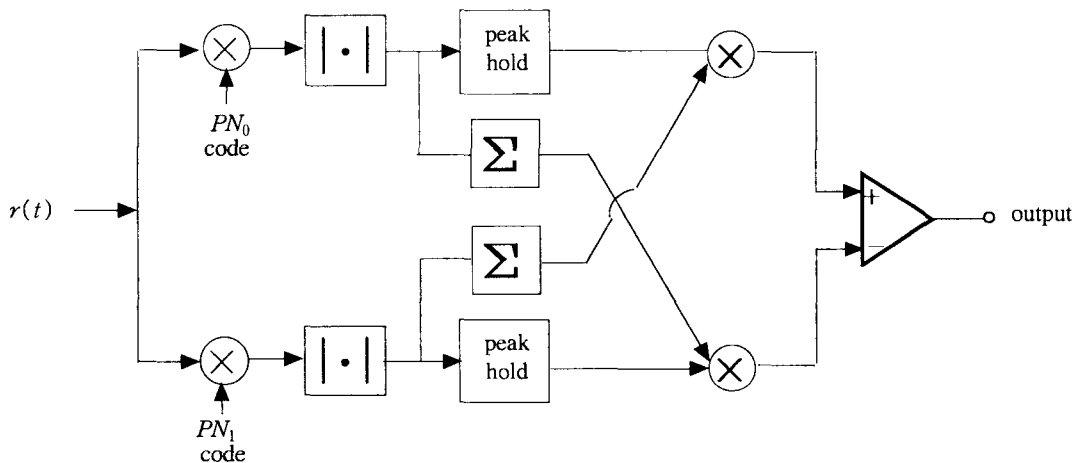 peak
hold
PN₀
code
Σ
r(t)
+
output
−
Σ
peak
hold
PN₁
code